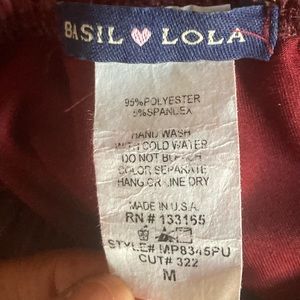 BASIL LOLA
95%POLYESTER
5%SPANDEX
HAND WASH
WITH COLD WATER
DO NOT BLEACH
COLOR SEPARATE
HANG OR LINE DRY
MADE IN U.S.A.
RN # 133165
STYLE# MP8345PU
CUT# 322
M